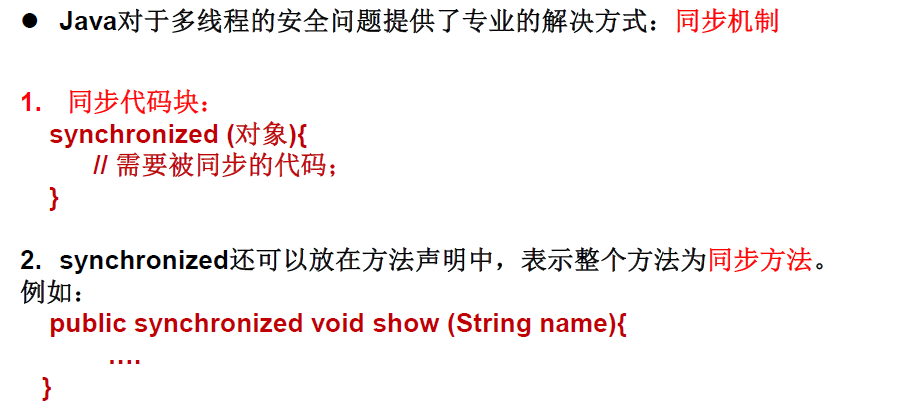 ● Java对于多线程的安全问题提供了专业的解决方式：同步机制
1. 同步代码块：
synchronized (对象){
// 需要被同步的代码；
}
2. synchronized还可以放在方法声明中，表示整个方法为同步方法。
例如：
public synchronized void show (String name){
….
}